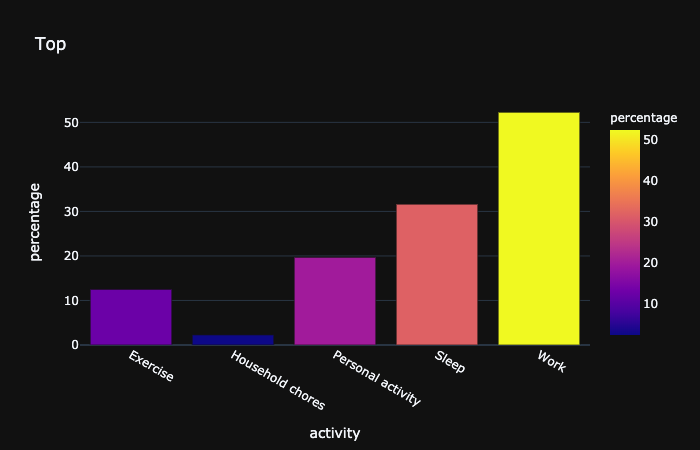 Top
percentage
50
40
30
20
10
0
Exercise
Household chores
Personal activity
Sleep
Work
activity
percentage
50
40
30
20
10